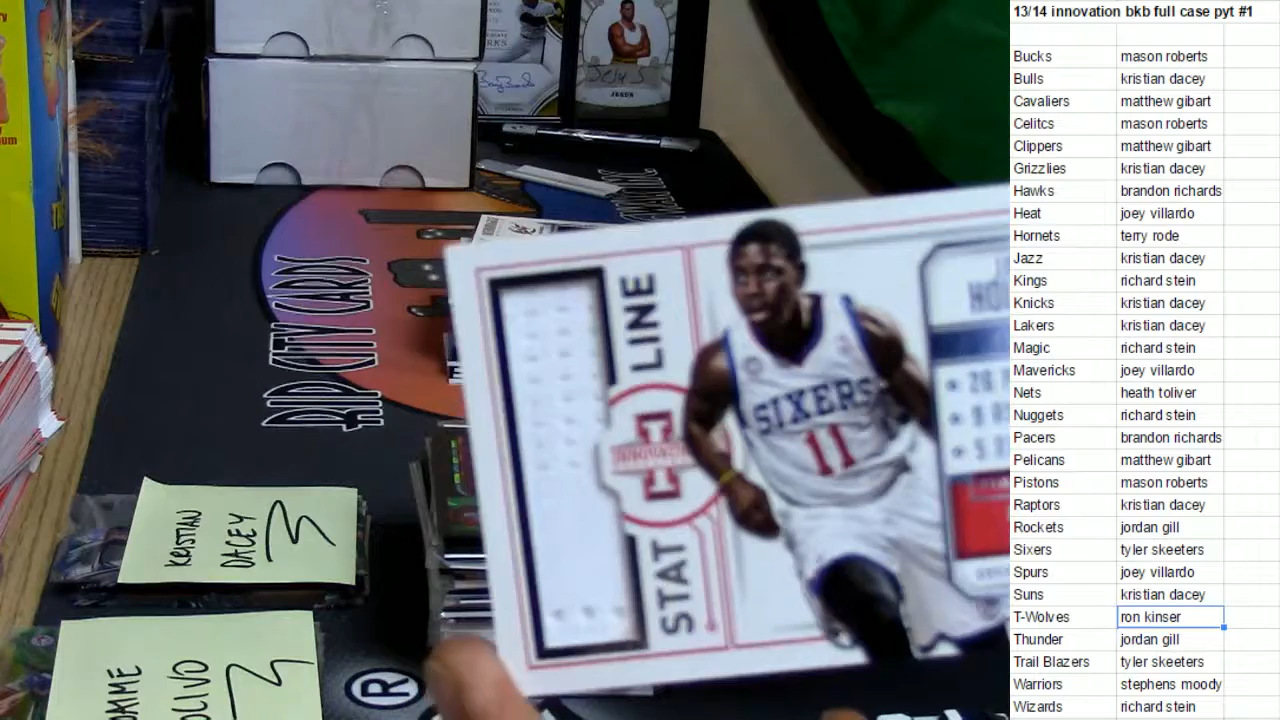 13/14 innovation bkb full case pyt #1
Bucks mason roberts
Bulls kristian dacey
Cavaliers matthew gibart
Celitcs mason roberts
Clippers matthew gibart
Grizzlies kristian dacey
Hawks brandon richards
Heat joey villardo
Hornets terry rode
Jazz kristian dacey
Kings richard stein
Knicks kristian dacey
Lakers kristian dacey
Magic richard stein
Mavericks joey villardo
Nets heath toliver
Nuggets richard stein
Pacers brandon richards
Pelicans matthew gibart
Pistons mason roberts
Raptors kristian dacey
Rockets jordan gill
Sixers tyler skeeters
Spurs joey villardo
Suns kristian dacey
T-Wolves ron kinser
Thunder jordan gill
Trail Blazers tyler skeeters
Warriors stephens moody
Wizards richard stein
RIP CITY CARDS
STAT LINE
INNOVATION
SIXERS
11
KRISTIAN
DACEY
3
OLIVO
3
®